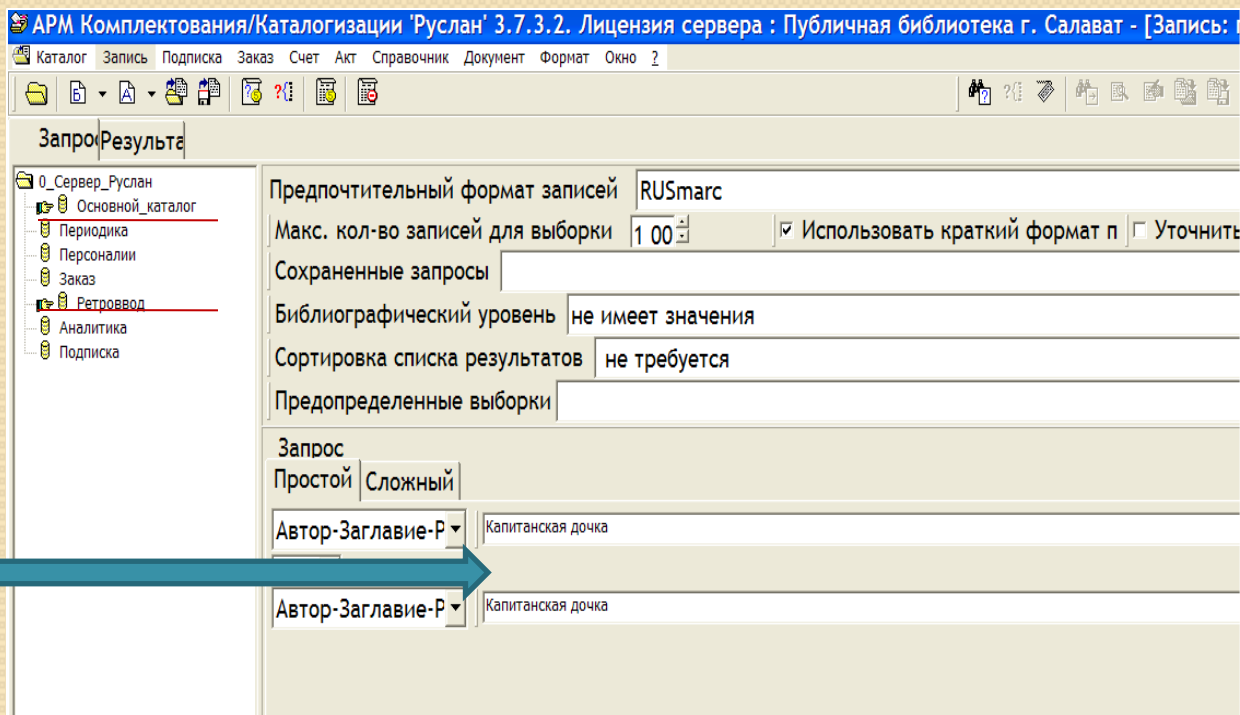 АРМ Комплектования/Каталогизации 'Руслан' 3.7.3.2. Лицензия сервера : Публичная библиотека г. Салават - [Запись:
Каталог Запись Подписка Заказ Счет Акт Справочник Документ Формат Окно ?
Запро Результа
0_Сервер_Руслан
Основной_каталог
Периодика
Персоналии
Заказ
Ретроввод
Аналитика
Подписка
Предпочтительный формат записей RUSmarc
Макс. кол-во записей для выборки 1 00 Использовать краткий формат п Уточнить
Сохраненные запросы
Библиографический уровень не имеет значения
Сортировка списка результатов не требуется
Предопределенные выборки
Запрос
Простой Сложный
Автор-Заглавие-Р Капитанская дочка
Автор-Заглавие-Р Капитанская дочка